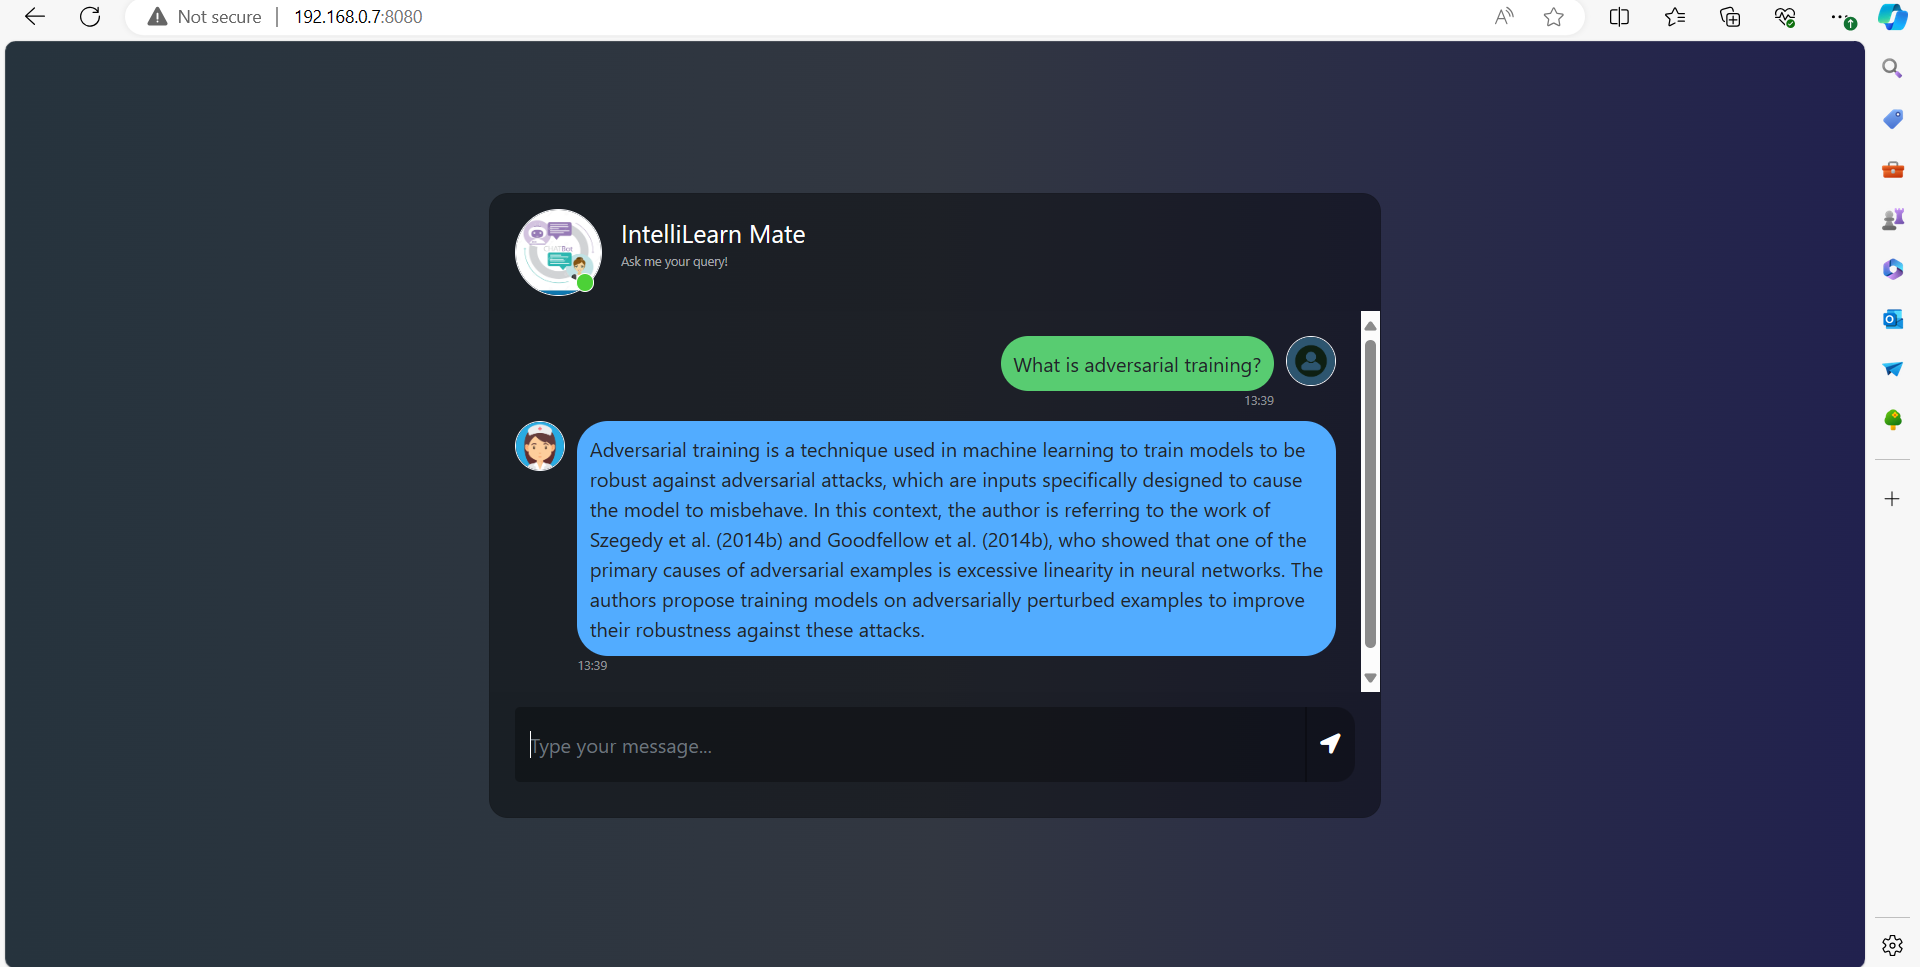 Not secure | 192.168.0.7:8080
IntelliLearn Mate
Ask me your query!
CHATBot
What is adversarial training?
13:39
Adversarial training is a technique used in machine learning to train models to be
robust against adversarial attacks, which are inputs specifically designed to cause
the model to misbehave. In this context, the author is referring to the work of
Szegedy et al. (2014b) and Goodfellow et al. (2014b), who showed that one of the
primary causes of adversarial examples is excessive linearity in neural networks. The
authors propose training models on adversarially perturbed examples to improve
their robustness against these attacks.
13:39
Type your message...